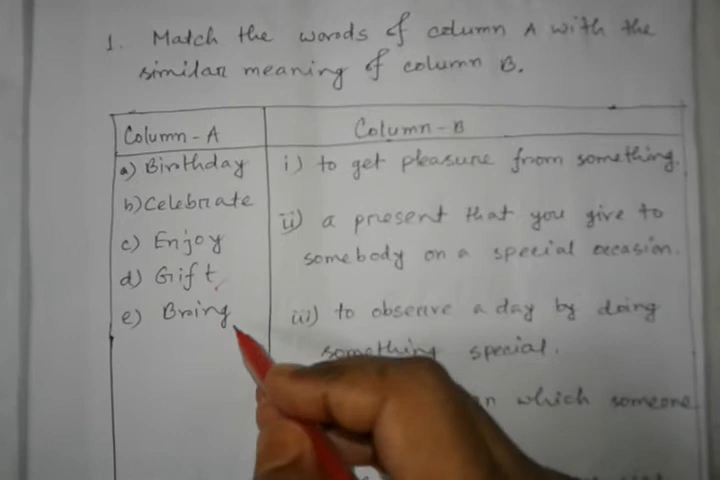 1. Match the words of column A with the
similar meaning of column B.
Column - A
Column - B
a) Birthday
i) to get pleasure from something.
b) Celebrate
ii) a present that you give to
c) Enjoy
somebody on a special occasion.
d) Gift
e) Bring
iii) to observe a day by doing
something special.
which someone